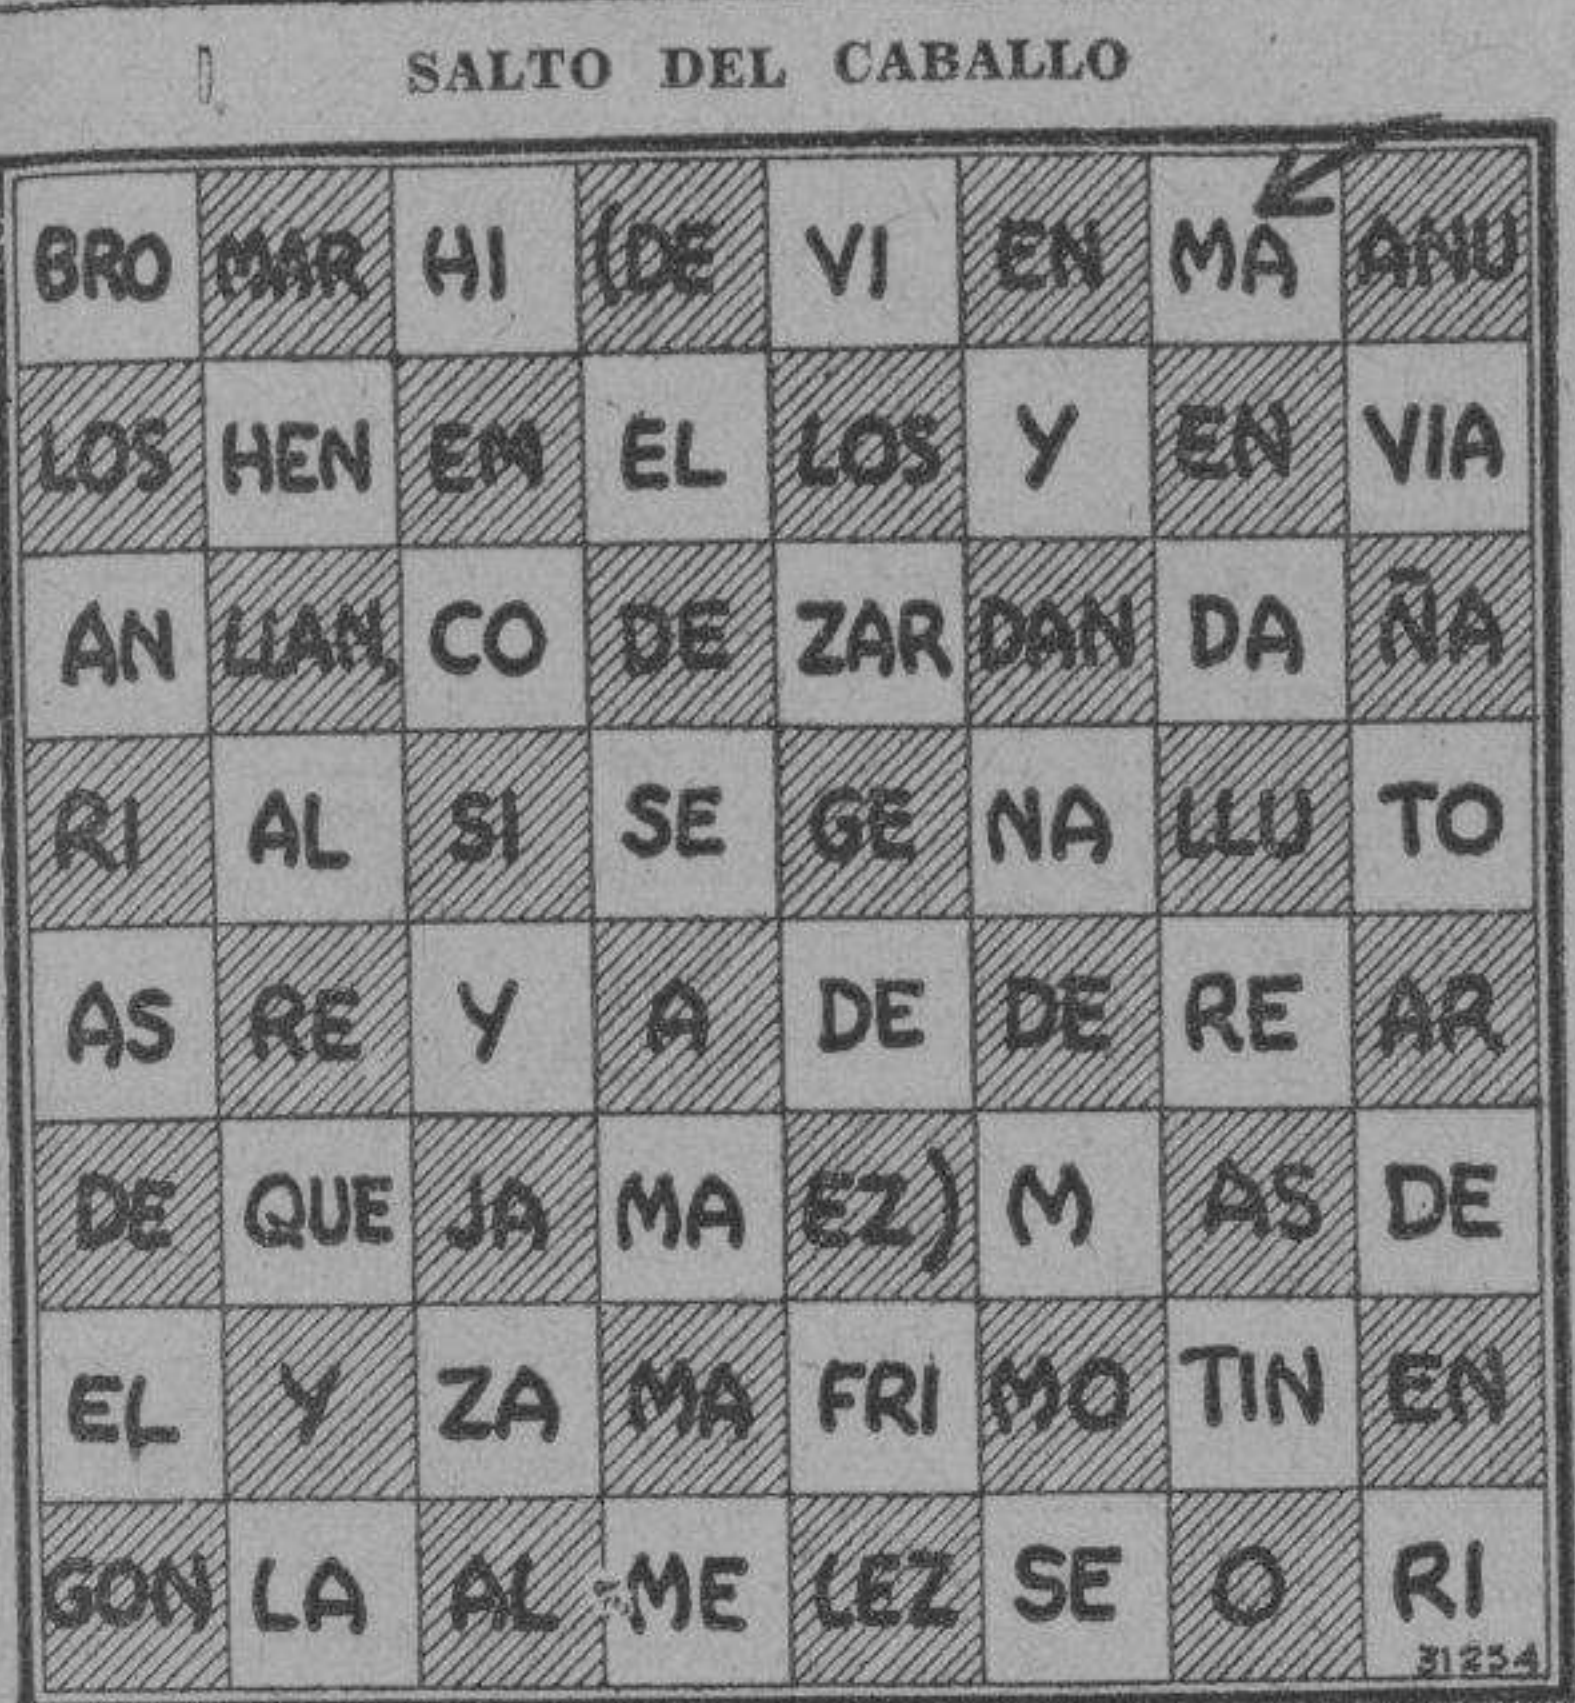 SALTO DEL CABALLO
BRO MAR HI (DE VI EN MA ANU
LOS HEN EM EL LOS Y EN VIA
AN LLAN, CO DE ZAR DAN DA ÑA
RI AL SI SE GE NA LLU TO
AS RE Y A DE DE RE AR
DE QUE JA MA EZ) M AS DE
EL Y ZA MA FRI MO TIN EN
GON LA AL ME LEZ SE O RI
31234